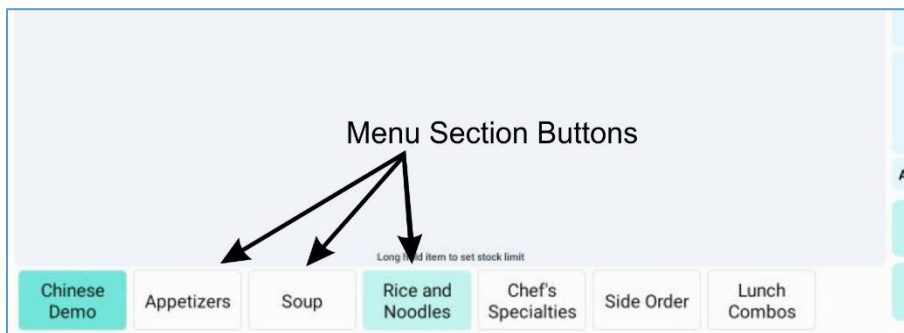 Menu Section Buttons
Long hold item to set stock limit
Chinese
Demo
Appetizers
Soup
Rice and
Noodles
Chef's
Specialties
Side Order
Lunch
Combos
A